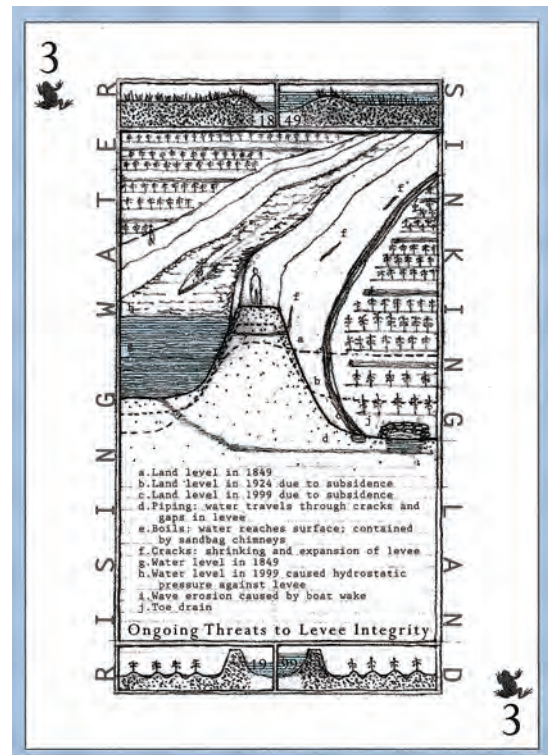 3
RISING WATER
SINKING LAND
18 49
f
f
f
h
g
a
b
d
j
a.Land level in 1849
b.Land level in 1924 due to subsidence
c.Land level in 1999 due to subsidence
d.Piping: water travels through cracks and
gaps in levee
e.Boils: water reaches surface; contained
by sandbag chimneys
f.Cracks: shrinking and expansion of levee
g.Water level in 1849
h.Water level in 1999 caused hydrostatic
pressure against levee
i.Wave erosion caused by boat wake
j.Toe drain
Ongoing Threats to Levee Integrity
19 99
3